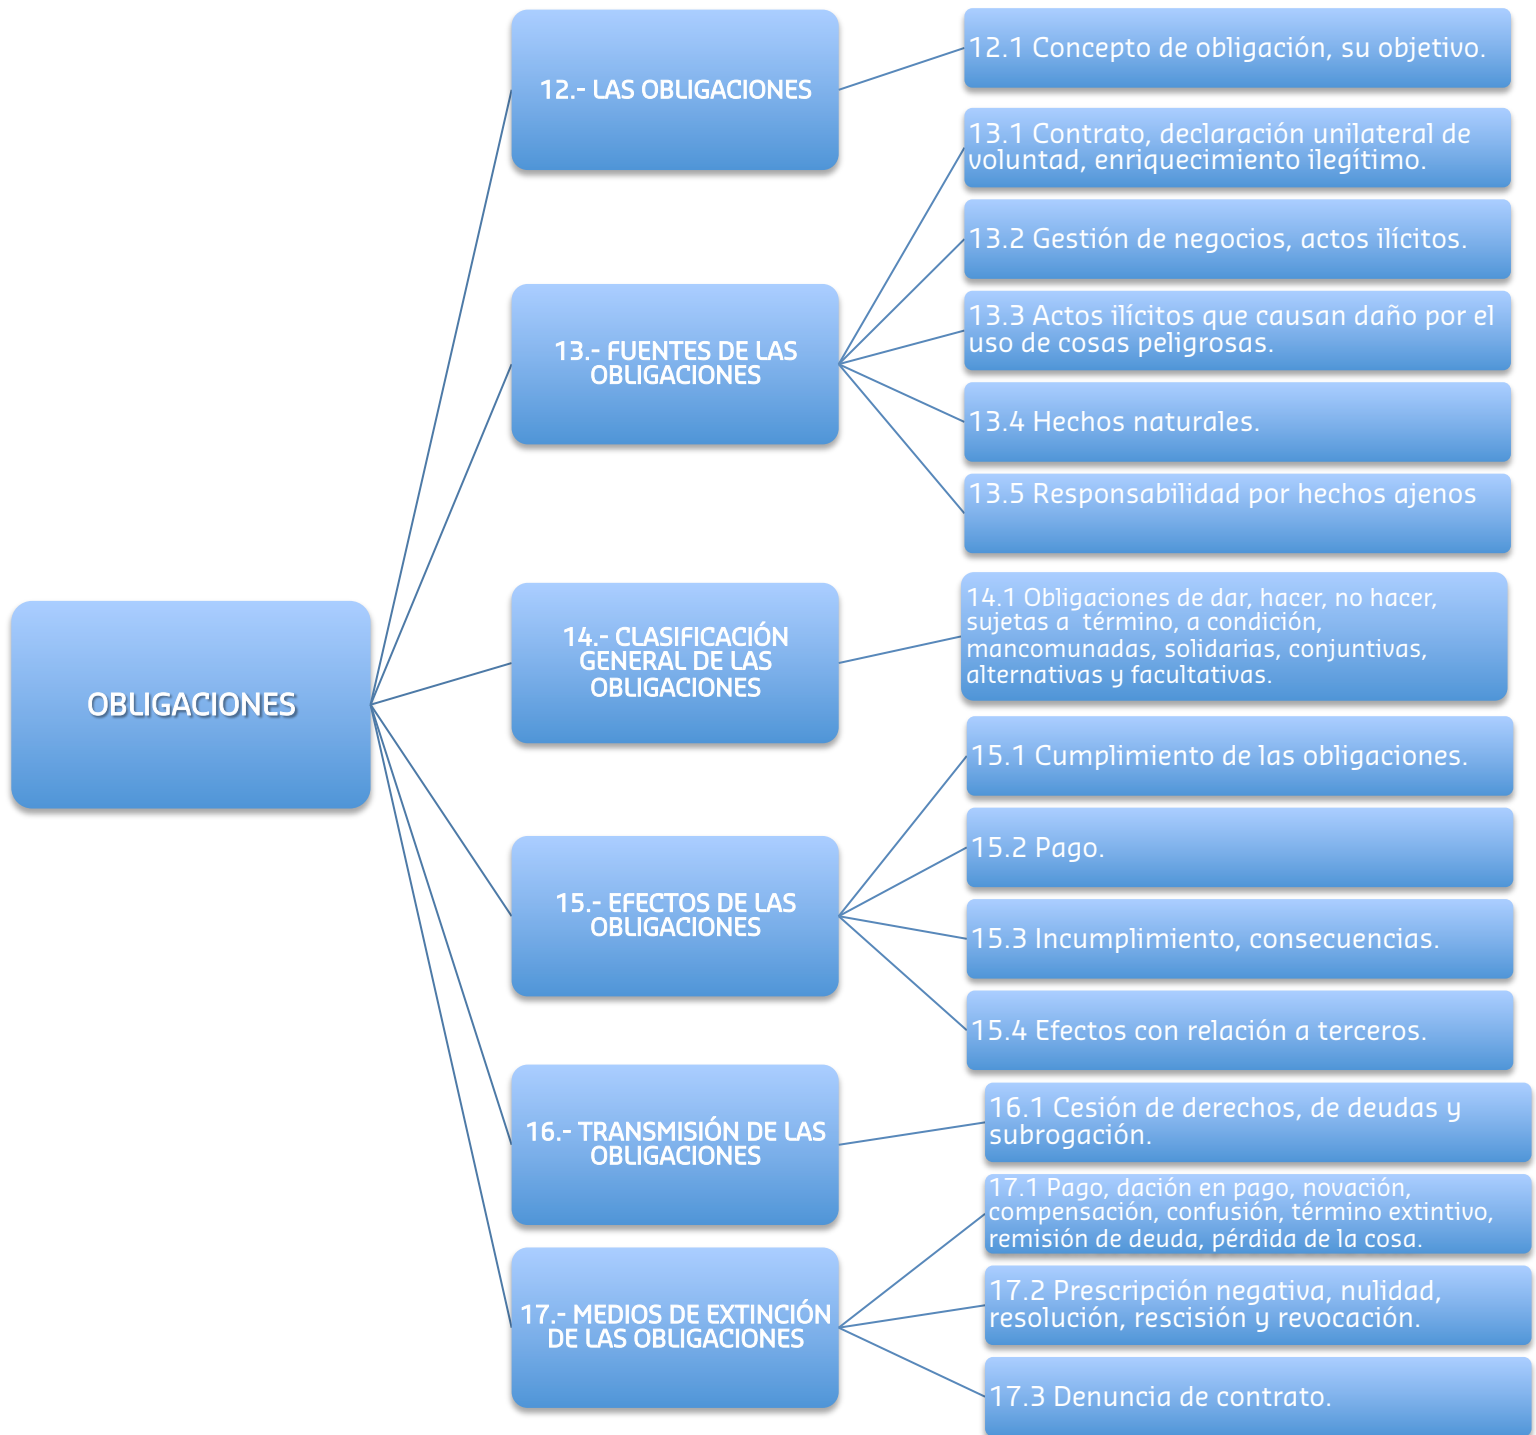 OBLIGACIONES
12.- LAS OBLIGACIONES
12.1 Concepto de obligación, su objetivo.
13.- FUENTES DE LAS
OBLIGACIONES
13.1 Contrato, declaración unilateral de
voluntad, enriquecimiento ilegítimo.
13.2 Gestión de negocios, actos ilícitos.
13.3 Actos ilícitos que causan daño por el
uso de cosas peligrosas.
13.4 Hechos naturales.
13.5 Responsabilidad por hechos ajenos
14.- CLASIFICACIÓN
GENERAL DE LAS
OBLIGACIONES
14.1 Obligaciones de dar, hacer, no hacer,
sujetas a término, a condición,
mancomunadas, solidarias, conjuntivas,
alternativas y facultativas.
15.- EFECTOS DE LAS
OBLIGACIONES
15.1 Cumplimiento de las obligaciones.
15.2 Pago.
15.3 Incumplimiento, consecuencias.
15.4 Efectos con relación a terceros.
16.- TRANSMISIÓN DE LAS
OBLIGACIONES
16.1 Cesión de derechos, de deudas y
subrogación.
17.- MEDIOS DE EXTINCIÓN
DE LAS OBLIGACIONES
17.1 Pago, dación en pago, novación,
compensación, confusión, término extintivo,
remisión de deuda, pérdida de la cosa.
17.2 Prescripción negativa, nulidad,
resolución, rescisión y revocación.
17.3 Denuncia de contrato.